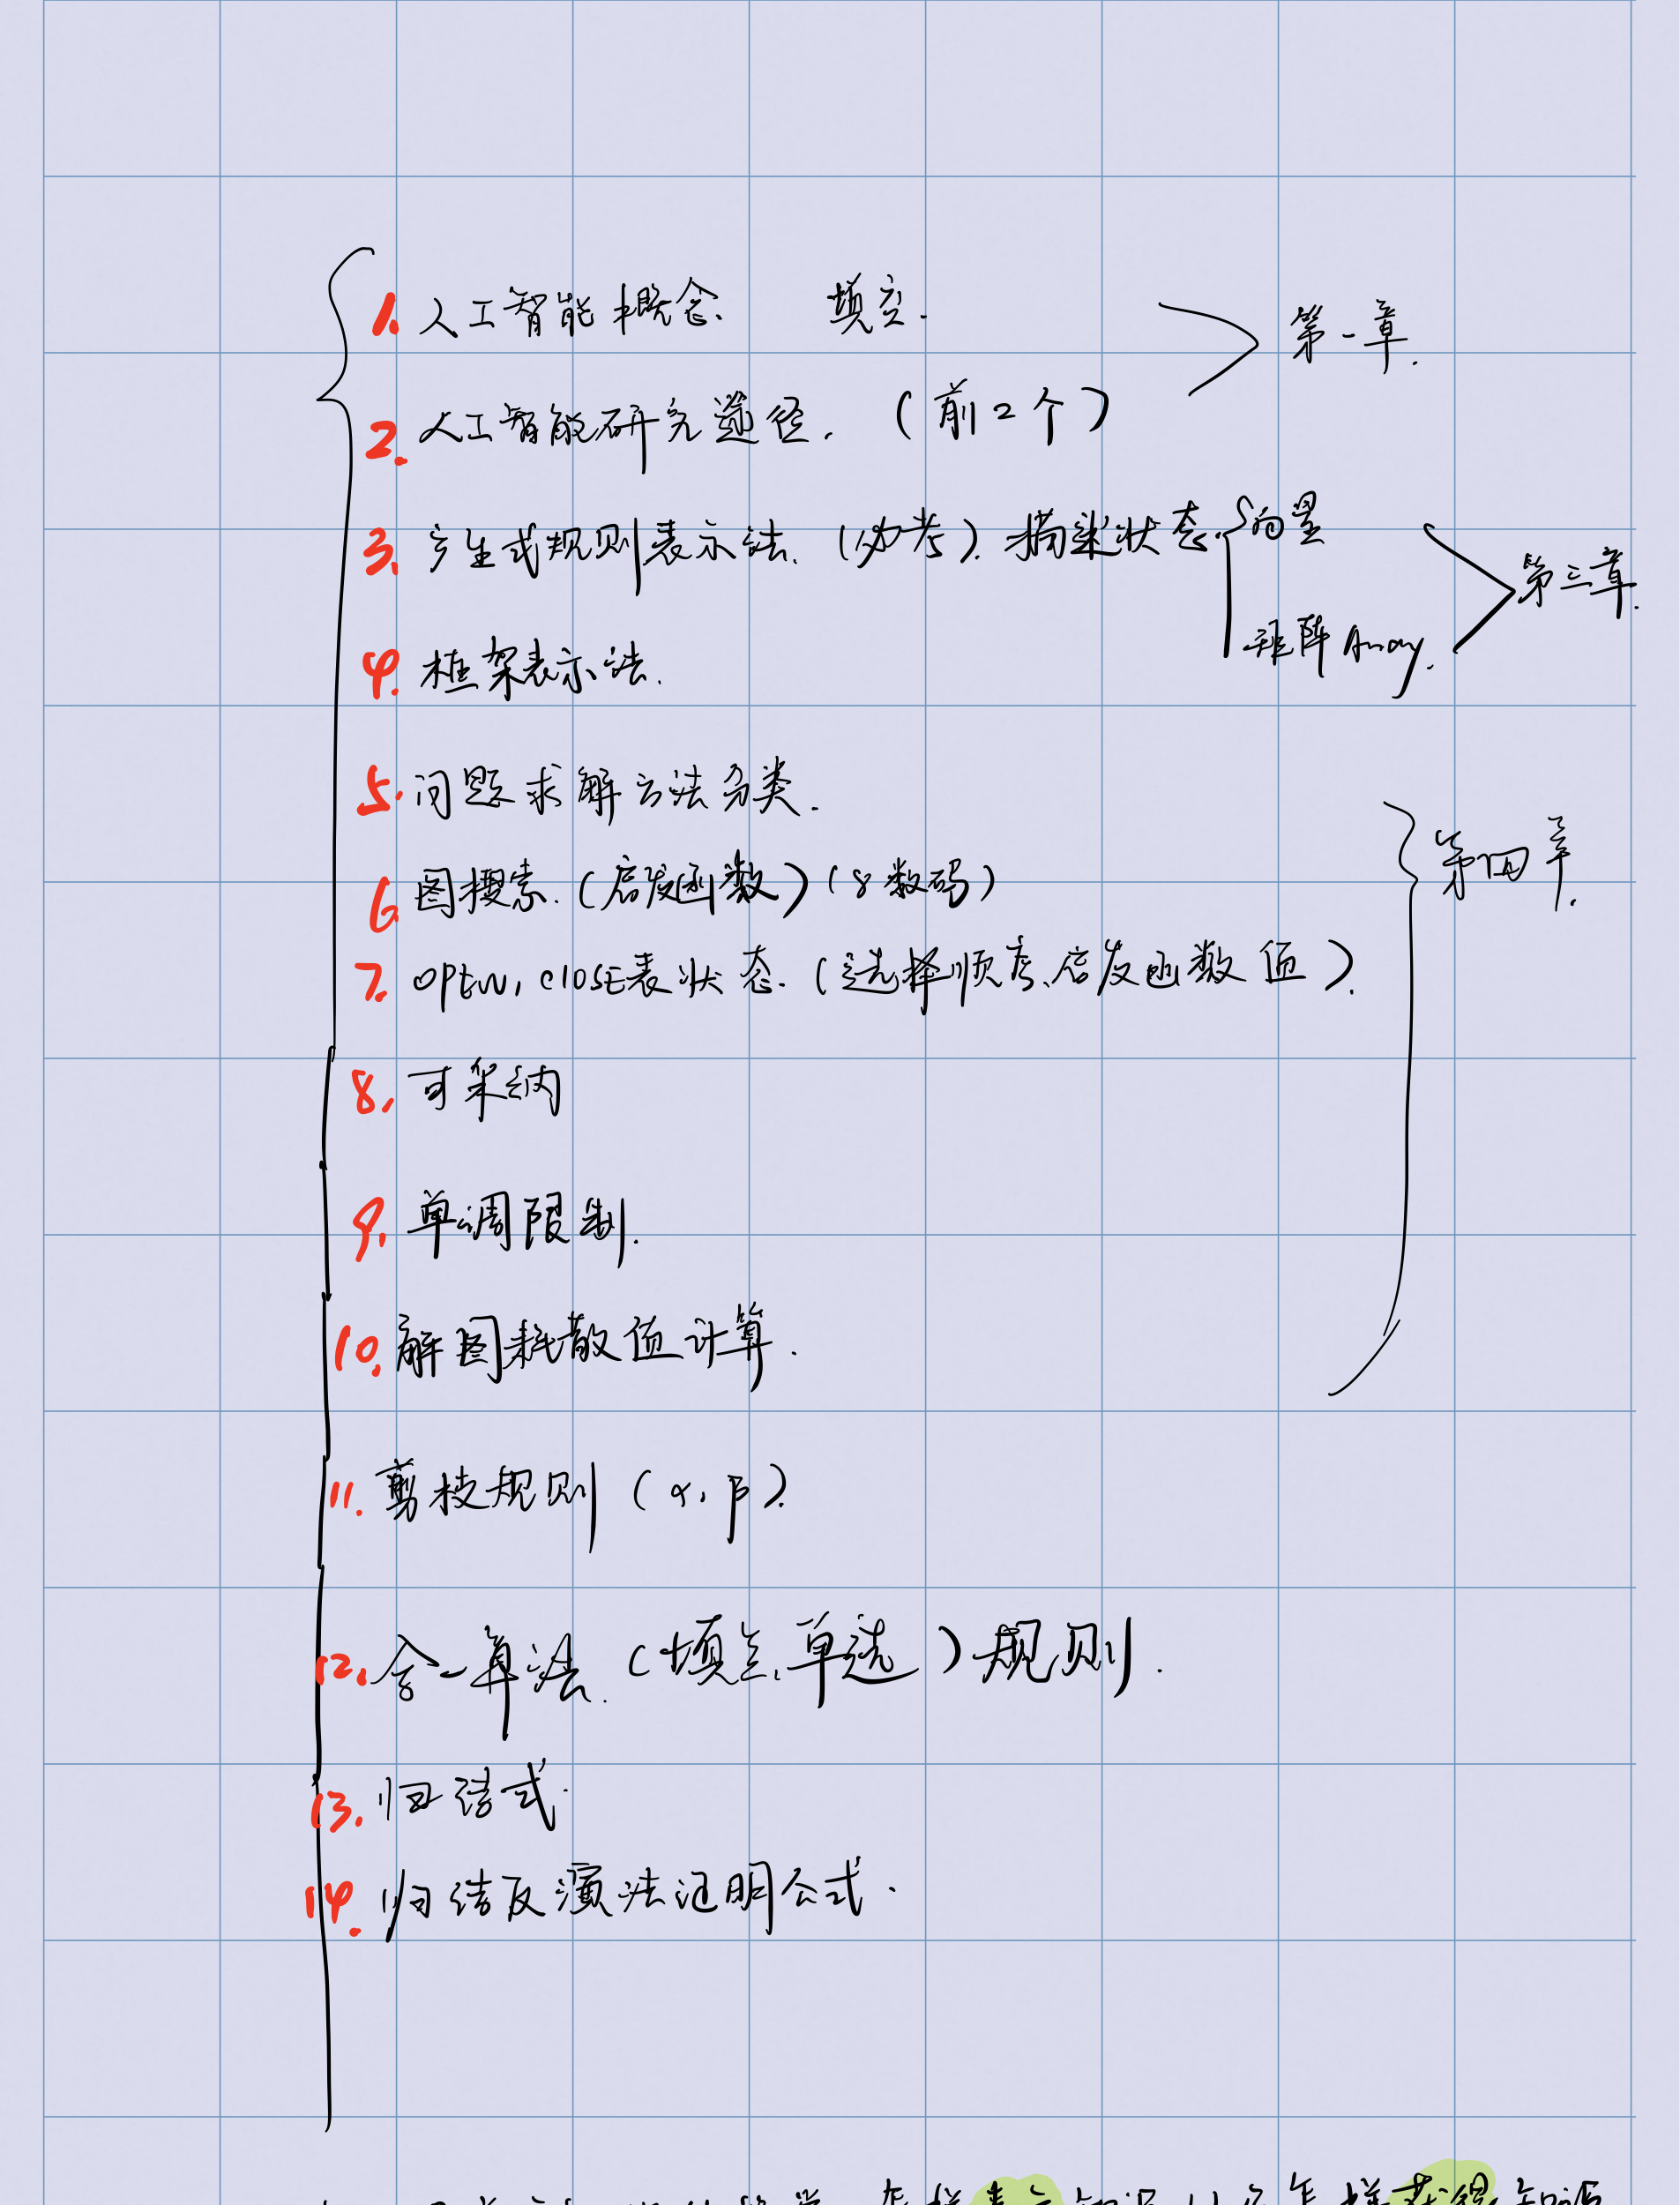 1. 人工智能概念. 填空. 第一章.
2. 人工智能研究途径. (前2个)
3. 产生式规则表示法. (必考). 描述状态. 向量
矩阵 Array. 第三章.
4. 框架表示法.
5. 问题求解方法分类.
6. 图搜索. (启发函数) (8数码) 第四章.
7. OPEN, CLOSE表状态. (选择顺序、启发函数值).
8. 可采纳
9. 单调限制.
10. 解图耗散值计算.
11. 剪枝规则 (α, β).
12. 合一算法. (填空, 单选) 规则.
13. 归结式.
14. 归结反演法证明公式.